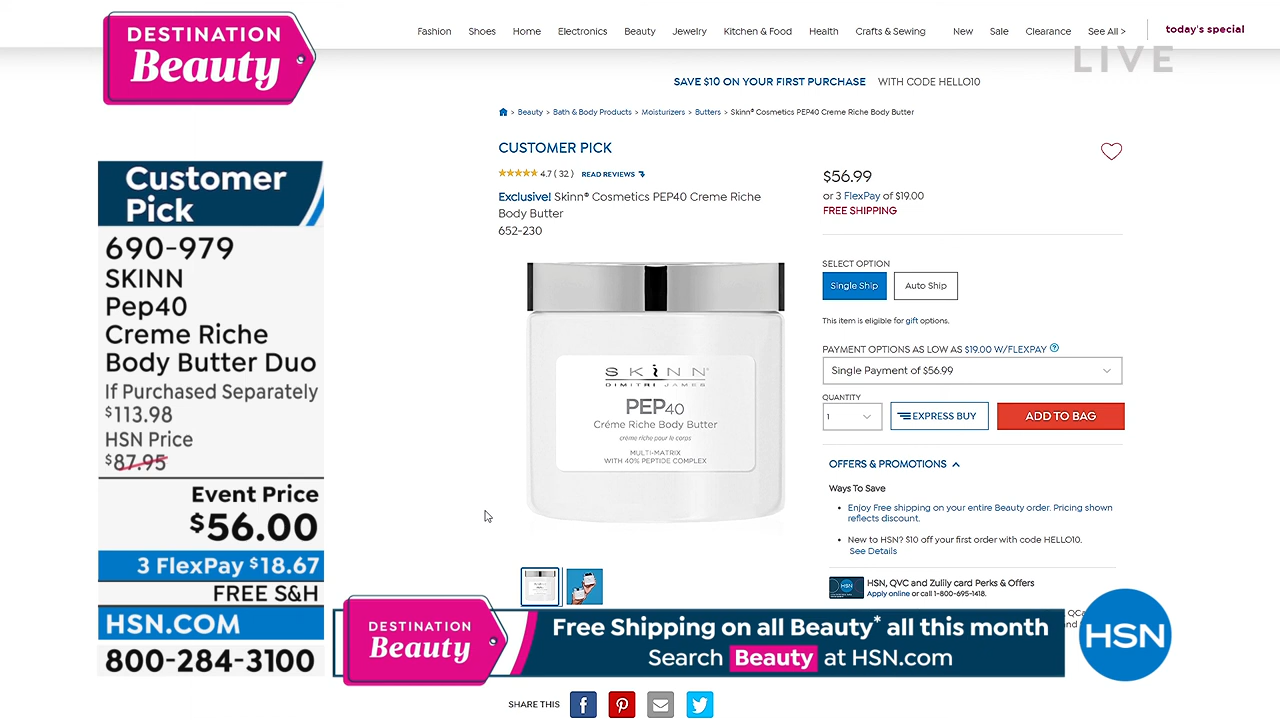 DESTINATION
Beauty
Fashion Shoes Home Electronics Beauty Jewelry Kitchen & Food Health Crafts & Sewing New Sale Clearance See All > today's special
LIVE
SAVE $10 ON YOUR FIRST PURCHASE WITH CODE HELLO10
> Beauty > Bath & Body Products > Moisturizers > Butters > Skinn® Cosmetics PEP40 Creme Riche Body Butter
Customer
Pick
690-979
SKINN
Pep40
Creme Riche
Body Butter Duo
If Purchased Separately
$113.98
HSN Price
$87.95
Event Price
$56.00
3 FlexPay $18.67
FREE S&H
HSN.COM
800-284-3100
CUSTOMER PICK
4.7 ( 32 ) READ REVIEWS
Exclusive! Skinn® Cosmetics PEP40 Creme Riche
Body Butter
652-230
SKINN®
DIMITRI JAMES
PEP40
Créme Riche Body Butter
creme riche pour le corps
MULTI-MATRIX
WITH 40% PEPTIDE COMPLEX
$56.99
or 3 FlexPay of $19.00
FREE SHIPPING
SELECT OPTION
Single Ship Auto Ship
This item is eligible for gift options.
PAYMENT OPTIONS AS LOW AS $19.00 W/FLEXPAY ?
Single Payment of $56.99
QUANTITY
1 EXPRESS BUY ADD TO BAG
OFFERS & PROMOTIONS
Ways To Save
• Enjoy Free shipping on your entire Beauty order. Pricing shown
reflects discount.
• New to HSN? $10 off your first order with code HELLO10.
See Details
HSN, QVC and Zulily card Perks & Offers
Apply online or call 1-800-695-1418.
DESTINATION
Beauty
Free Shipping on all Beauty* all this month
Search Beauty at HSN.com
HSN
SHARE THIS